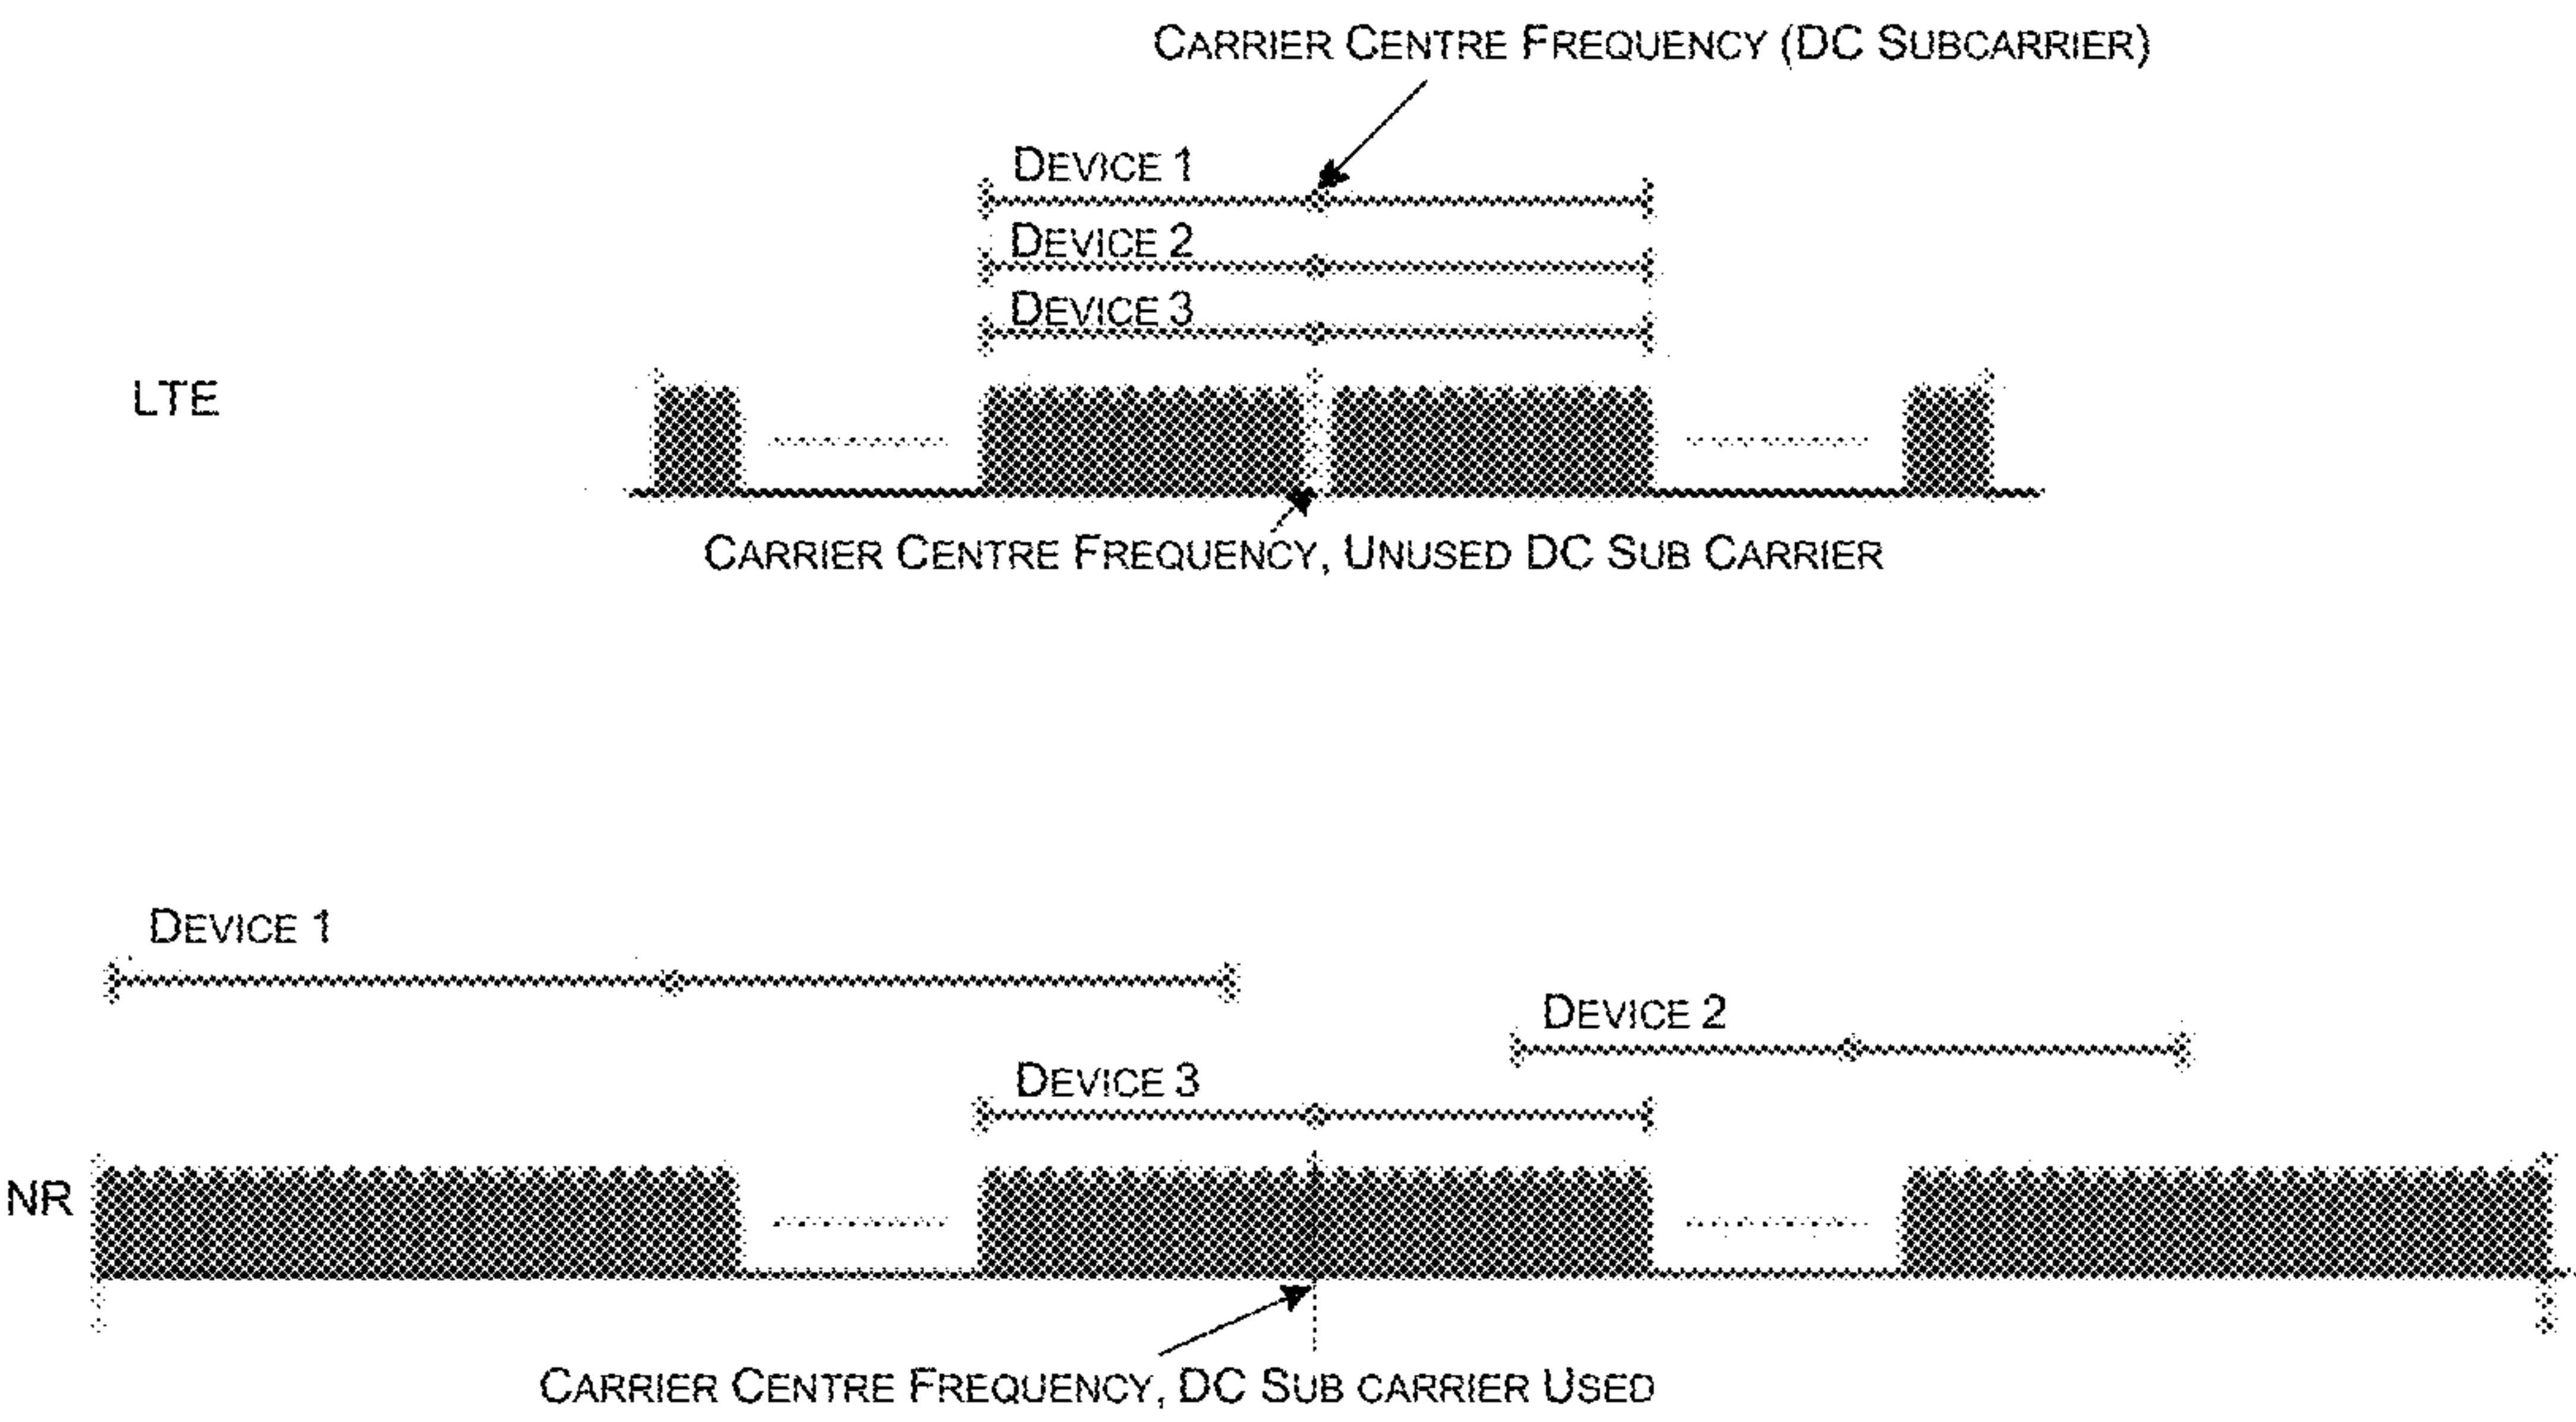 CARRIER CENTRE FREQUENCY (DC SUBCARRIER)
DEVICE 1
DEVICE 2
DEVICE 3
LTE
CARRIER CENTRE FREQUENCY, UNUSED DC SUB CARRIER
DEVICE 1
DEVICE 2
DEVICE 3
NR
CARRIER CENTRE FREQUENCY, DC SUB CARRIER USED